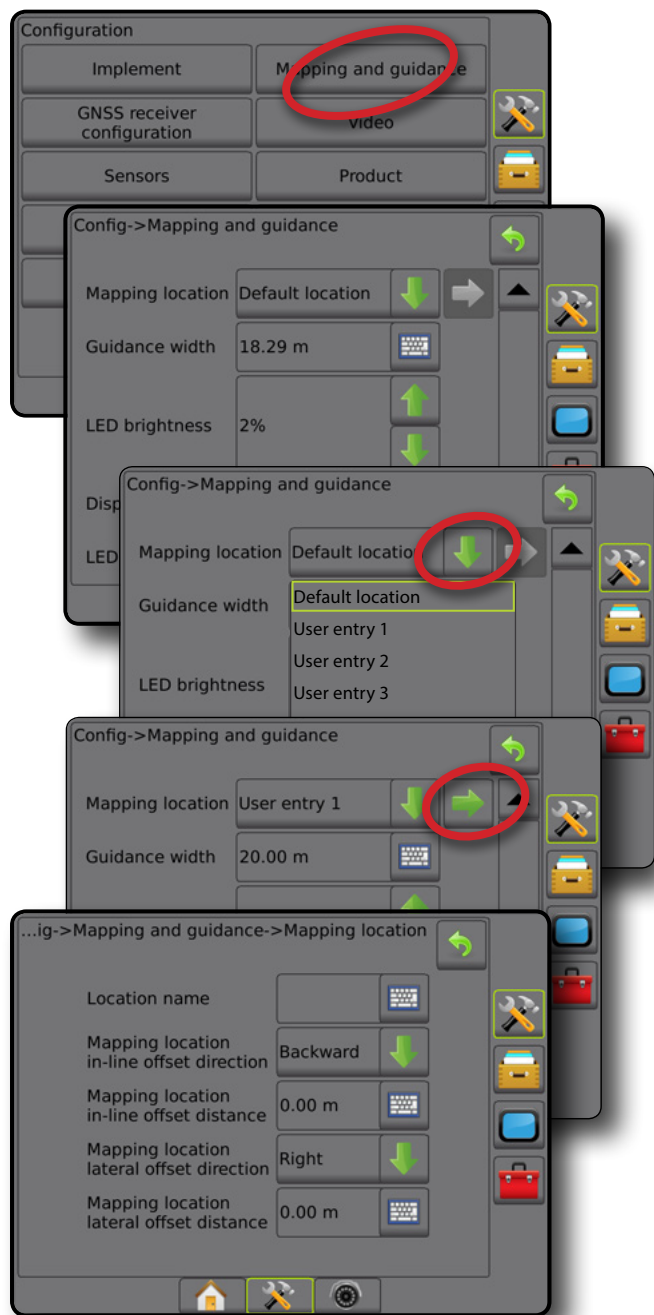 Configuration
Implement
Mapping and guidance
GNSS receiver
configuration
Video
Sensors
Product
Config->Mapping and guidance
Mapping location
Default location
Guidance width
18.29 m
LED brightness
2%
Disp
LED
Config->Mapping and guidance
Mapping location
Default location
Guidance width
Default location
User entry 1
User entry 2
LED brightness
User entry 3
Config->Mapping and guidance
Mapping location
User entry 1
Guidance width
20.00 m
...ig->Mapping and guidance->Mapping location
Location name
Mapping location
in-line offset direction
Backward
Mapping location
in-line offset distance
0.00 m
Mapping location
lateral offset direction
Right
Mapping location
lateral offset distance
0.00 m